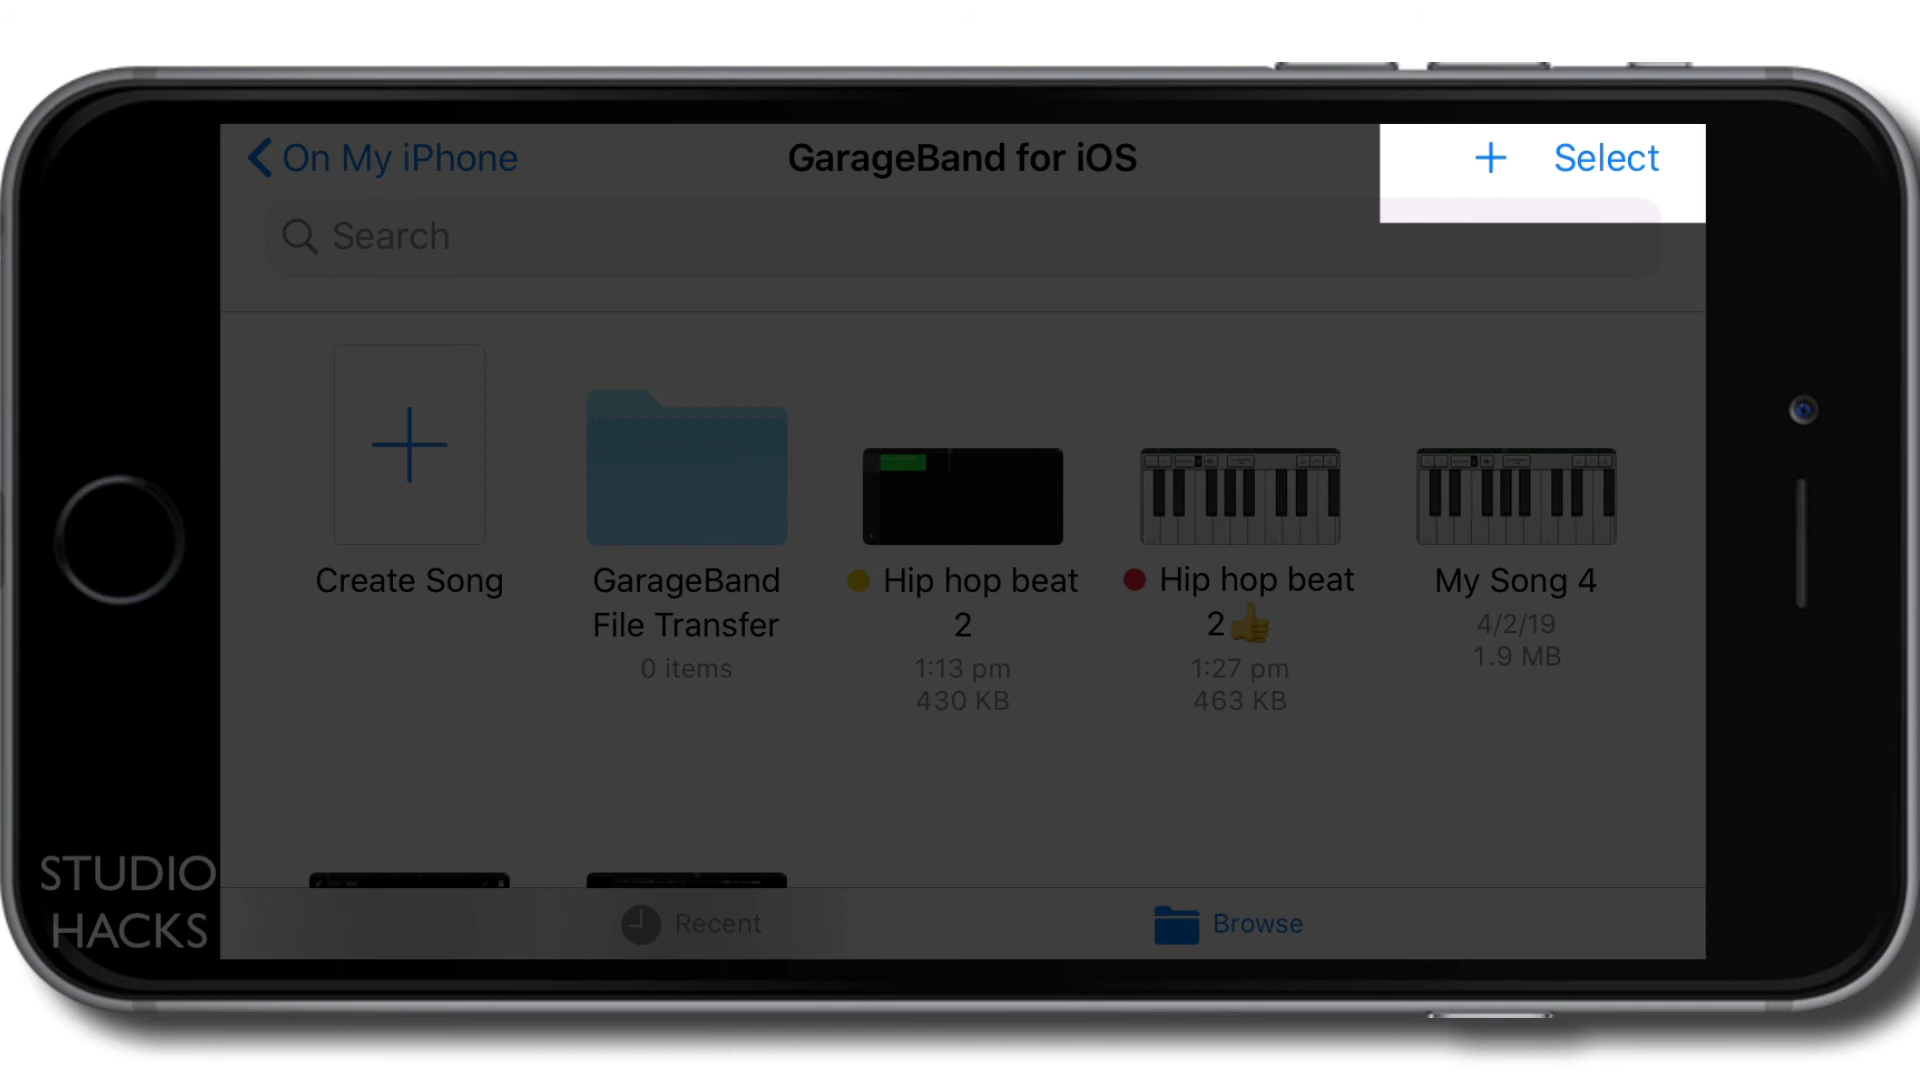 On My iPhone
GarageBand for iOS
+ Select
Search
Create Song
GarageBand
File Transfer
0 items
Hip hop beat
2
1:13 pm
430 KB
Hip hop beat
2👍
1:27 pm
463 KB
My Song 4
4/2/19
1.9 MB
Recent
Browse
STUDIO
HACKS